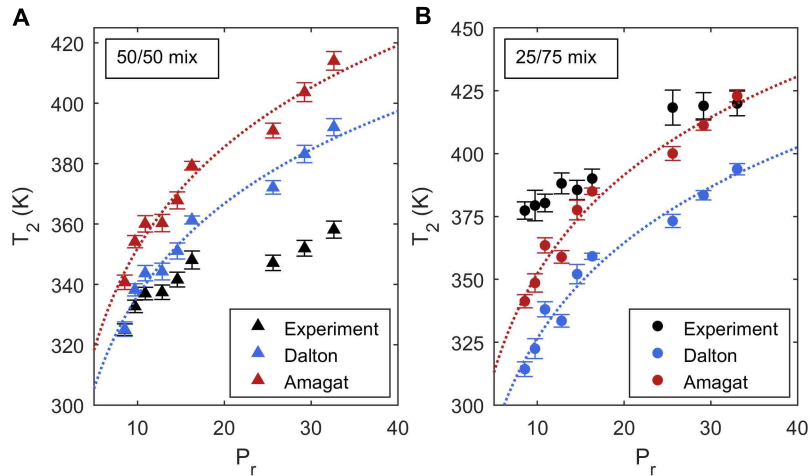 A
50/50 mix
T2 (K)
420
400
380
360
340
320
300
10
20
30
40
Pr
Experiment
Dalton
Amagat
B
25/75 mix
T2 (K)
450
425
400
375
350
325
300
10
20
30
40
Pr
Experiment
Dalton
Amagat